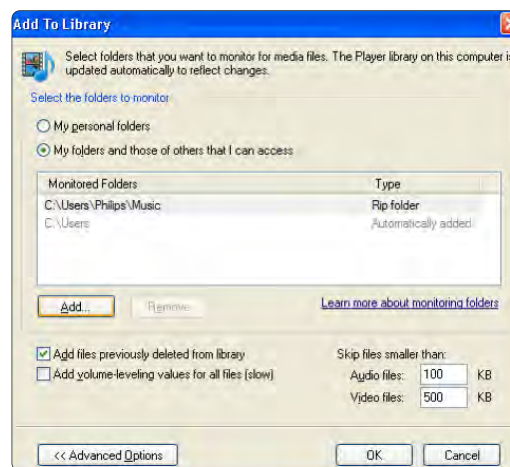 Add To Library
Select folders that you want to monitor for media files. The Player library on this computer is
updated automatically to reflect changes.
Select the folders to monitor
My personal folders
My folders and those of others that I can access
Monitored Folders Type
C:\Users\Philips\Music Rip folder
C:\Users Automatically added
Add... Remove Learn more about monitoring folders
Add files previously deleted from library Skip files smaller than:
Add volume-leveling values for all files (slow) Audio files: 100 KB
Video files: 500 KB
<< Advanced Options OK Cancel